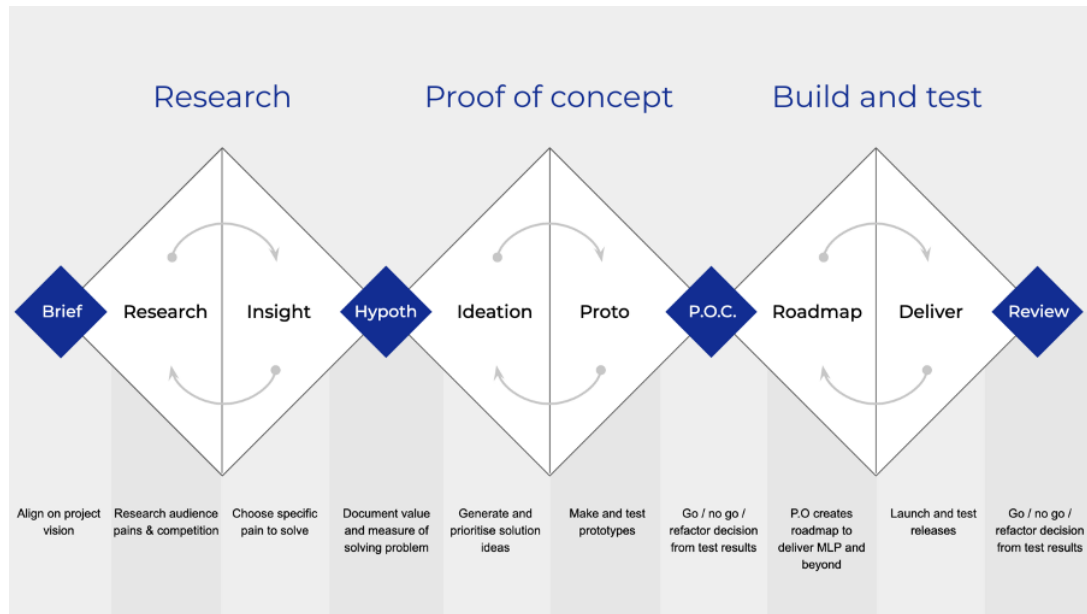 Research
Proof of concept
Build and test
Brief
Research
Insight
Hypoth
Ideation
Proto
P.O.C.
Roadmap
Deliver
Review
Align on project
vision
Research audience
pains & competition
Choose specific
pain to solve
Document value
and measure of
solving problem
Generate and
prioritise solution
ideas
Make and test
prototypes
Go / no go /
refactor decision
from test results
P.O creates
roadmap to
deliver MLP and
beyond
Launch and test
releases
Go / no go /
refactor decision
from test results